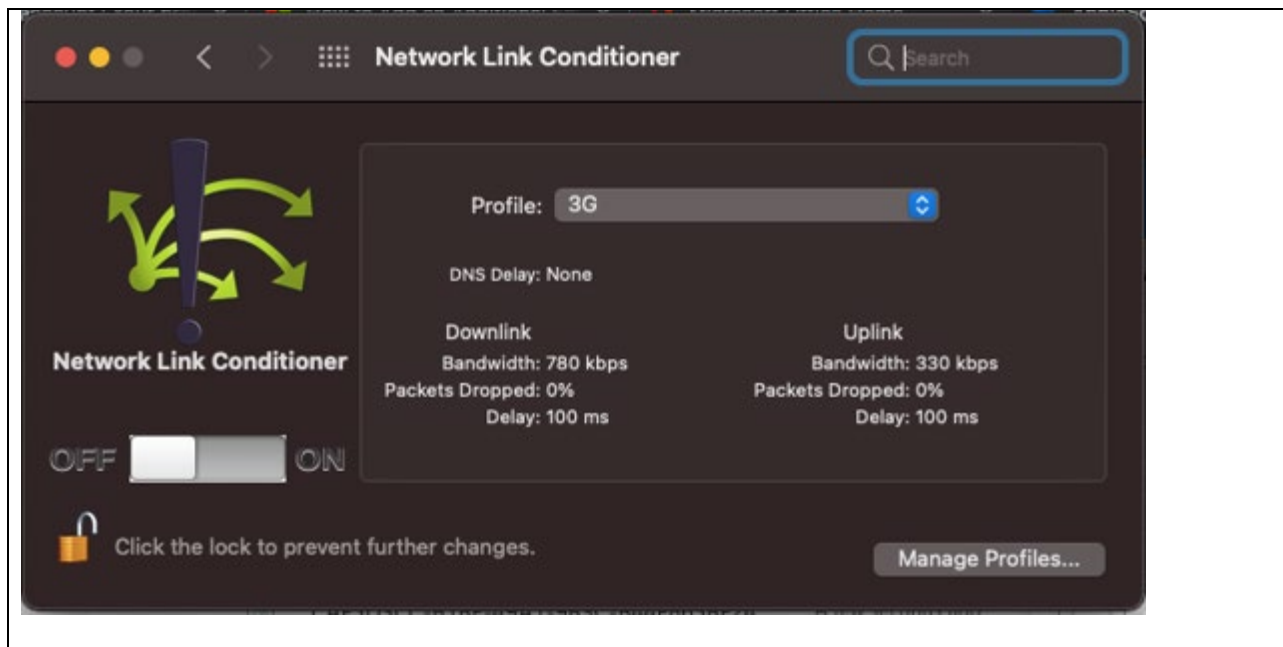 Network Link Conditioner
Search
Profile: 3G
DNS Delay: None
Downlink
Bandwidth: 780 kbps
Packets Dropped: 0%
Delay: 100 ms
Uplink
Bandwidth: 330 kbps
Packets Dropped: 0%
Delay: 100 ms
Network Link Conditioner
OFF ON
Click the lock to prevent further changes.
Manage Profiles...